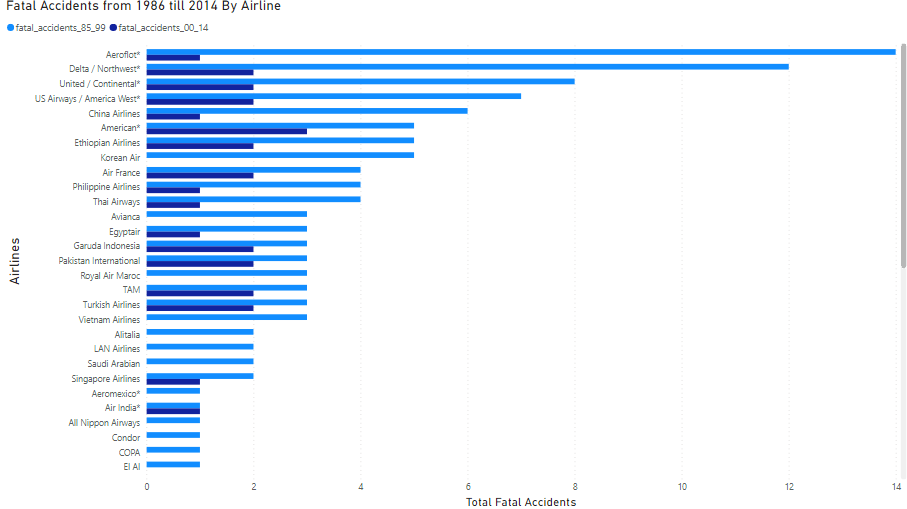 Fatal Accidents from 1986 till 2014 By Airline
fatal_accidents_85_99 fatal_accidents_00_14
Aeroflot*
Delta / Northwest*
United / Continental*
US Airways / America West*
China Airlines
American*
Ethiopian Airlines
Korean Air
Air France
Philippine Airlines
Thai Airways
Avianca
Egyptair
Garuda Indonesia
Pakistan International
Royal Air Maroc
TAM
Turkish Airlines
Vietnam Airlines
Alitalia
LAN Airlines
Saudi Arabian
Singapore Airlines
Aeromexico*
Air India*
All Nippon Airways
Condor
COPA
El Al
Airlines
0 2 4 6 8 10 12 14
Total Fatal Accidents